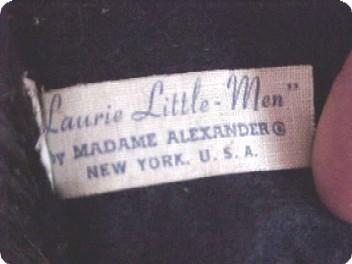 Laurie Little-Men"
BY MADAME ALEXANDER®
NEW YORK. U. S. A.